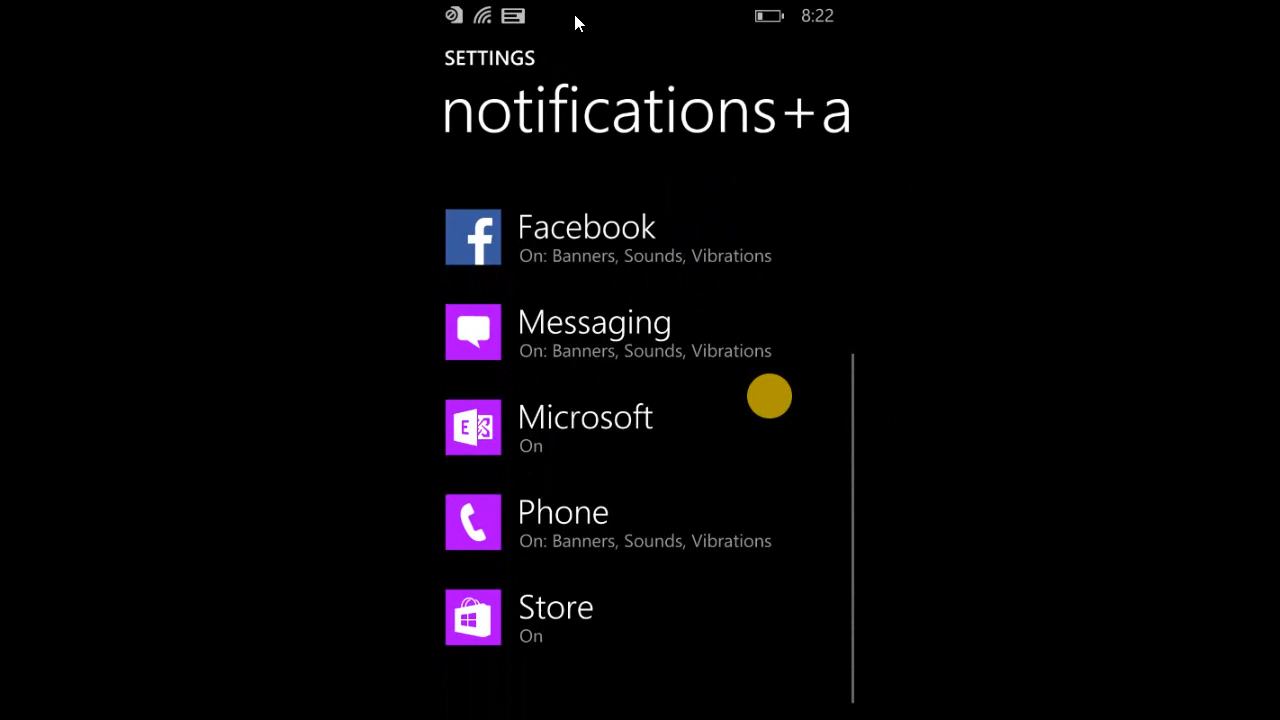 8:22
SETTINGS
notifications+a
Facebook
On: Banners, Sounds, Vibrations
Messaging
On: Banners, Sounds, Vibrations
Microsoft
On
Phone
On: Banners, Sounds, Vibrations
Store
On